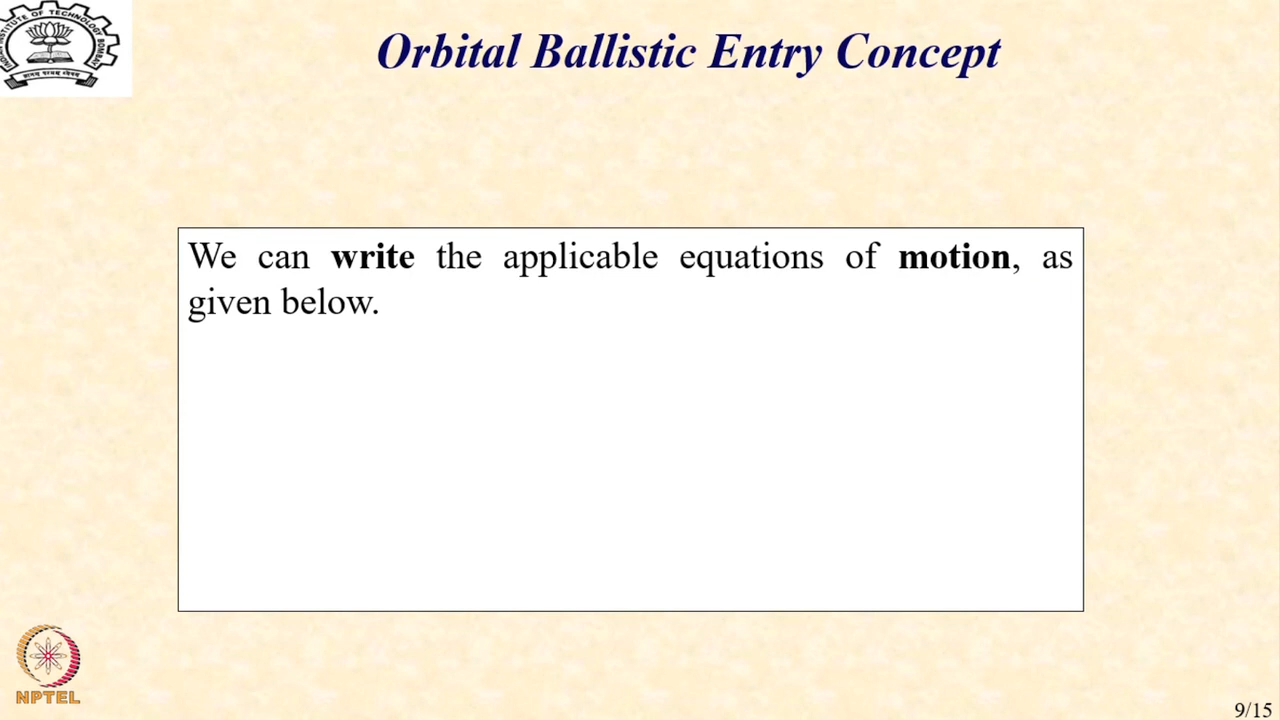 Orbital Ballistic Entry Concept
We can write the applicable equations of motion, as
given below.
NPTEL
9/15